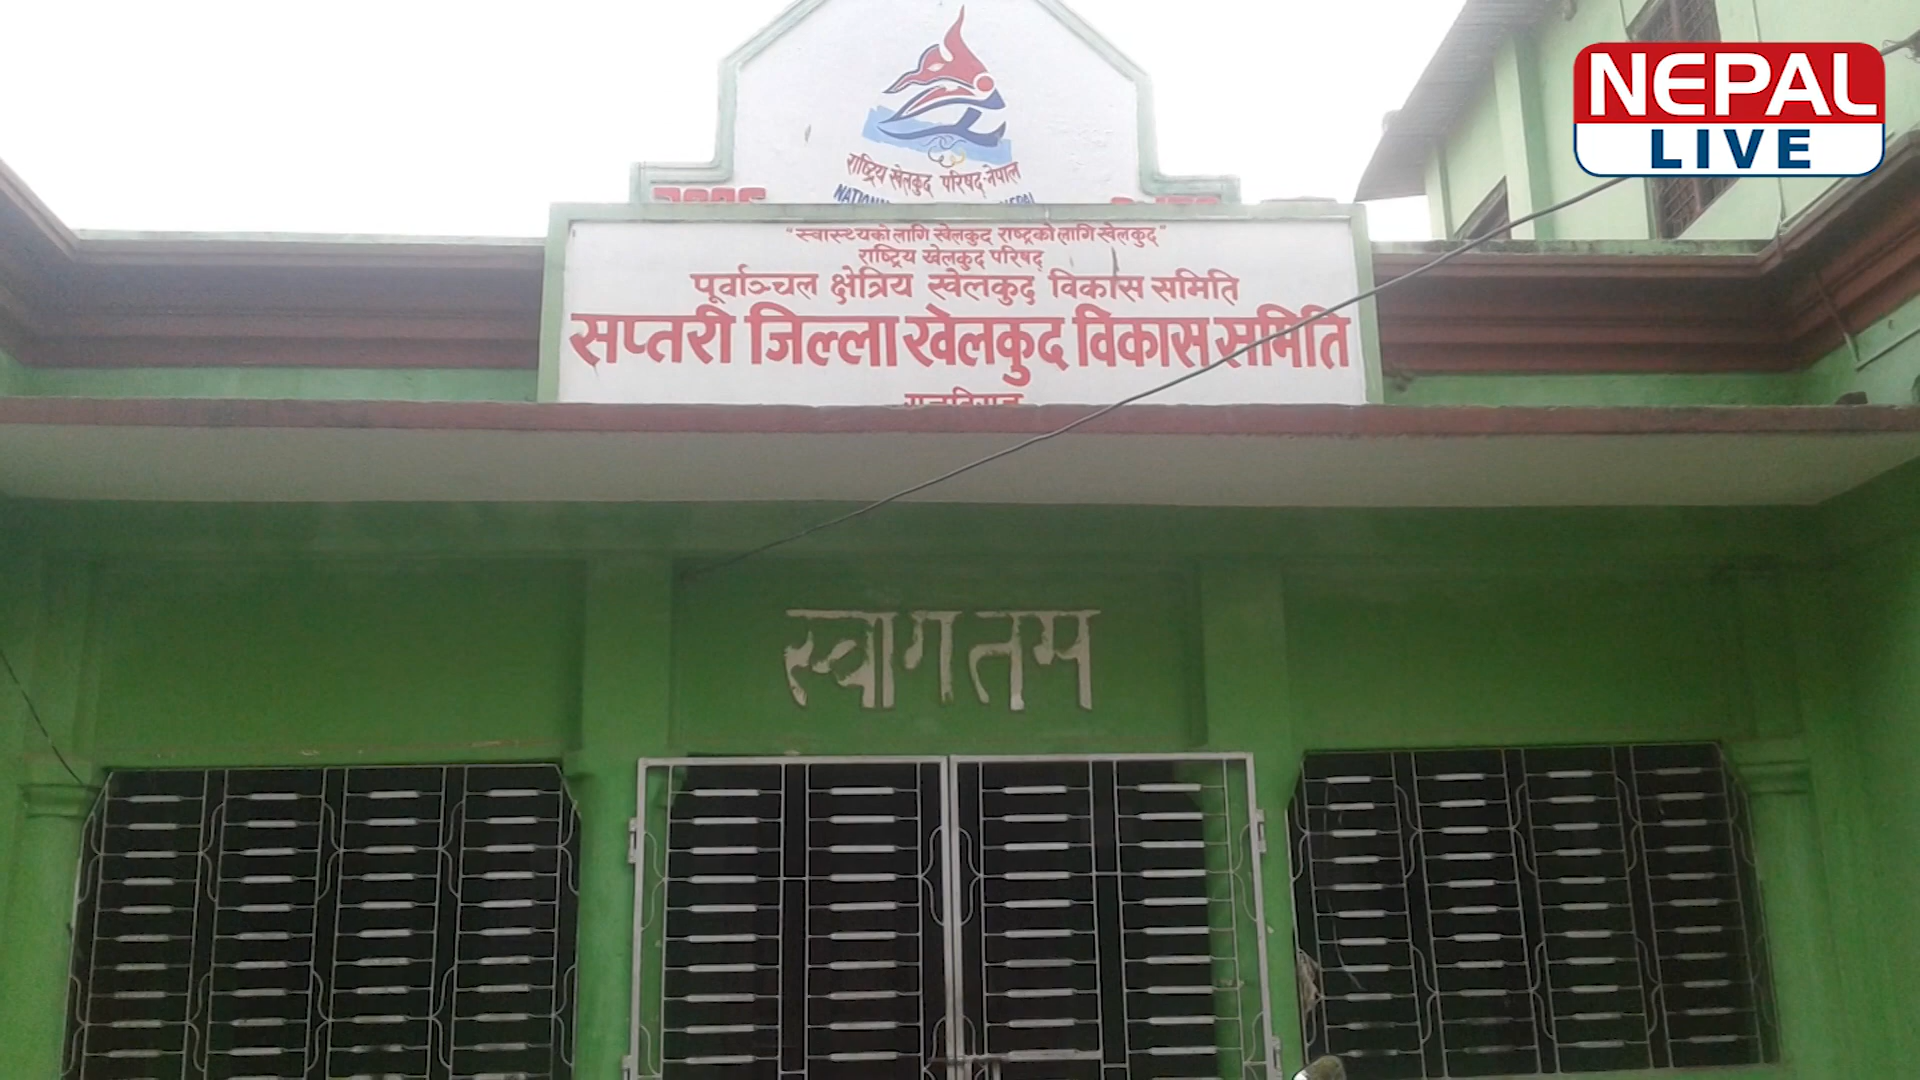 NEPAL
LIVE
राष्ट्रिय खेलकुद परिषद्-नेपाल
"स्वास्थ्यको लागि खेलकुद राष्ट्रको लागि खेलकुद"
राष्ट्रिय खेलकुद परिषद्
पूर्वाञ्चल क्षेत्रिय खेलकुद विकास समिति
सप्तरी जिल्ला खेलकुद विकास समिति
स्वागतम